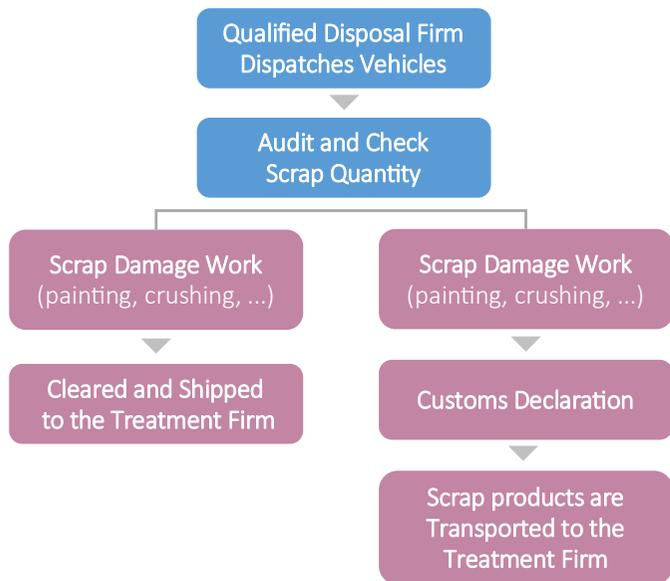 Qualified Disposal Firm
Dispatches Vehicles
Audit and Check
Scrap Quantity
Scrap Damage Work
(painting, crushing, ...)
Cleared and Shipped
to the Treatment Firm
Scrap Damage Work
(painting, crushing, ...)
Customs Declaration
Scrap products are
Transported to the
Treatment Firm